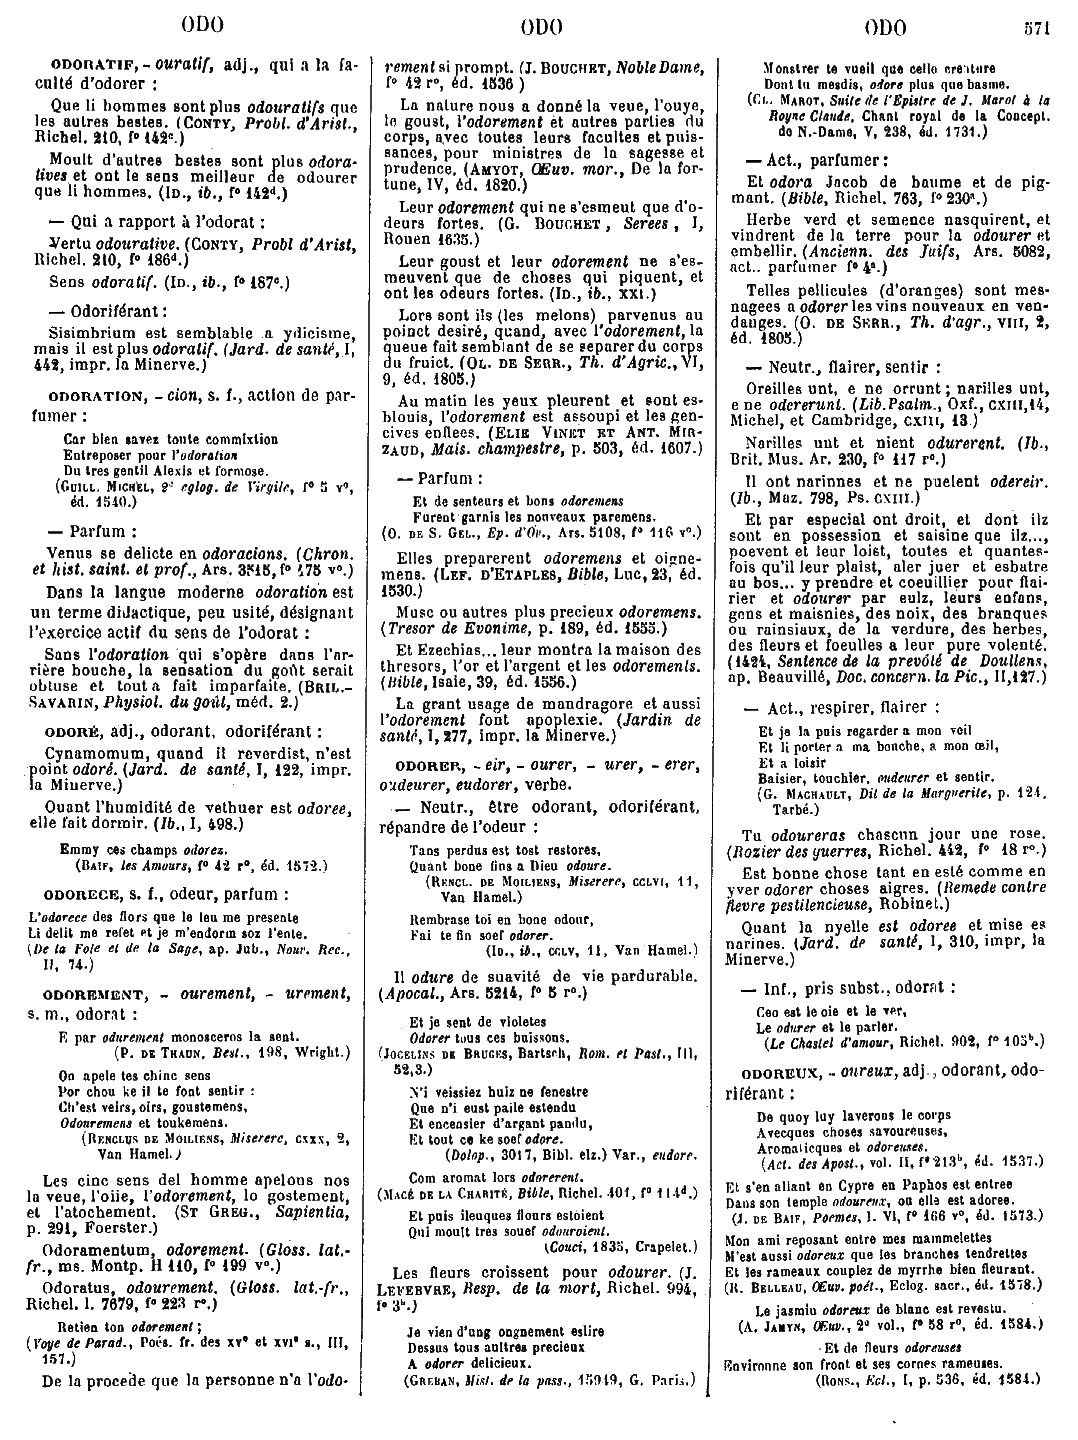 ODO
ODO
ODO
571
ODORATIF, - ouratif, adj., qui a la fa-
culté d'odorer :
Que li hommes sont plus odouratifs que
les autres bestes. (CONTY, Probl. d'Arist.,
Richel. 210, f° 142ᶜ.)
Moult d'autres bestes sont plus odora-
tives et ont le sens meilleur de odourer
que li hommes. (ID., ib., f° 142ᵈ.)
— Qui a rapport à l'odorat :
Vertu odourative. (CONTY, Probl d'Arist,
Richel. 210, f° 186ᵈ.)
Sens odoratif. (ID., ib., f° 187ᶜ.)
— Odoriférant :
Sisimbrium est semblable a ydicisme,
mais il est plus odoratif. (Jard. de santé, I,
442, impr. la Minerve.)
ODORATION, - cion, s. f., action de par-
fumer :
Car bien savez toute commixtion
Entreposer pour l'odoration
Du tres gentil Alexis et formose.
(GUILL. MICHEL, 2ᵉ eglog. de Virgile, f° 5 v°,
éd. 1540.)
— Parfum :
Venus se delicte en odoracions. (Chron.
et hist. saint. et prof., Ars. 3515, f° 175 v°.)
Dans la langue moderne odoration est
un terme didactique, peu usité, désignant
l'exercice actif du sens de l'odorat :
Sans l'odoration qui s'opère dans l'ar-
rière bouche, la sensation du goût serait
obtuse et tout a fait imparfaite. (BRIL.-
SAVARIN, Physiol. du goût, méd. 2.)
ODORÉ, adj., odorant, odoriférant :
Cynamomum, quand il reverdist, n'est
point odoré. (Jard. de santé, I, 122, impr.
la Minerve.)
Quant l'humidité de vethuer est odoree,
elle fait dormir. (Ib., I, 498.)
Emmy ces champs odorez.
(BAIF, les Amours, f° 42 r°, éd. 1572.)
ODORECE, s. f., odeur, parfum :
L'odorece des flors que le leu me presente
Li delit me refet et je m'endorm soz l'ente.
(De la Fole et de la Sage, ap. Jub., Nouv. Rec.,
II, 74.)
ODOREMENT, - ourement, - urement,
s. m., odorat :
E par odurement monosceros la sent.
(P. DE THAUN, Best., 198, Wright.)
On apele tes chinc sens
Por chou ke il te font sentir :
Ch'est veirs, oirs, goustemens,
Odouremens et toukemens.
(RENCLUS DE MOILIENS, Miserere, CXXX, 2,
Van Hamel.)
Les cinc sens del homme apelons nos
la veue, l'oiie, l'odorement, lo gostement,
et l'atochement. (ST GREG., Sapientia,
p. 291, Foerster.)
Odoramentum, odorement. (Gloss. lat.-
fr., ms. Montp. H 110, f° 199 v°.)
Odoratus, odourement. (Gloss. lat.-fr.,
Richel. l. 7679, f° 223 r°.)
Retien ton odorement ;
(Voye de Parad., Poés. fr. des XVᵉ et XVIᵉ s., III,
157.)
De la procede que la personne n'a l'odo-
rement si prompt. (J. BOUCHET, Noble Dame,
f° 42 r°, éd. 1536 )
La nature nous a donné la veue, l'ouye,
le goust, l'odorement et autres parties du
corps, avec toutes leurs facultes et puis-
sances, pour ministres de la sagesse et
prudence. (AMYOT, Œuv. mor., De la for-
tune, IV, éd. 1820.)
Leur odorement qui ne s'esmeut que d'o-
deurs fortes. (G. BOUCHET, Serees, I,
Rouen 1635.)
Leur goust et leur odorement ne s'es-
meuvent que de choses qui piquent, et
ont les odeurs fortes. (ID., ib., XXI.)
Lors sont ils (les melons) parvenus au
poinct desiré, quand, avec l'odorement, la
queue fait semblant de se separer du corps
du fruict. (OL. DE SERR., Th. d'Agric., VI,
9, éd. 1805.)
Au matin les yeux pleurent et sont es-
blouis, l'odorement est assoupi et les gen-
cives enflees. (ELIE VINET ET ANT. MIR-
ZAUD, Mais. champestre, p. 503, éd. 1607.)
— Parfum :
Et de senteurs et bons odoremens
Furent garnis les nouveaux paremens.
(O. DE S. GEL., Ep. d'Ov., Ars. 5108, f° 116 v°.)
Elles preparerent odoremens et oigne-
mens. (LEF. D'ETAPLES, Bible, Luc, 23, éd.
1530.)
Musc ou autres plus precieux odoremens.
(Tresor de Evonime, p. 189, éd. 1555.)
Et Ezechias... leur montra la maison des
thresors, l'or et l'argent et les odorements.
(Bible, Isaie, 39, éd. 1556.)
La grant usage de mandragore et aussi
l'odorement font apoplexie. (Jardin de
santé, I, 277, impr. la Minerve.)
ODORER, - eir, - ourer, - urer, - erer,
oudeurer, eudorer, verbe.
— Neutr., être odorant, odoriférant,
répandre de l'odeur :
Tans perdus est tost restores,
Quant bone fins a Dieu odoure.
(RENCL. DE MOILIENS, Miserere, CCLVI, 11,
Van Hamel.)
Rembrase toi en bone odour,
Fai te fin soef odorer.
(ID., ib., CCLV, 11, Van Hamel.)
Il odure de suavité de vie pardurable.
(Apocal., Ars. 5214, f° 5 r°.)
Et je sent de violetes
Odorer tous ces buissons.
(JOCELINS DE BRUGES, Bartsch, Rom. et Past., III,
52,3.)
N'i veissiez huiz ne fenestre
Que n'i eust paile estendu
Et encensier d'argant pandu,
Et tout ce ke soef odore.
(Dolop., 3017, Bibl. elz.) Var., eudore.
Com aromat lors odorerent.
(MACÉ DE LA CHARITÉ, Bible, Richel. 401, f° 114ᵈ.)
Et puis ileuques flours estoient
Qui moult tres souef odouroient.
(Couci, 1835, Crapelet.)
Les fleurs croissent pour odourer. (J.
LEFEBVRE, Resp. de la mort, Richel. 994,
f° 3ᵇ.)
Je vien d'ung ongnement eslire
Dessus tous aultres precieux
A odorer delicieux.
(GREBAN, Mist. de la pass., 15949, G. Paris.)
Monstrer te vueil que celle creature
Dont tu mesdis, odore plus que basme.
(CL. MAROT, Suite de l'Epistre de J. Marot à la
Royne Claude, Chant royal de la Concept.
de N.-Dame, V, 238, éd. 1731.)
— Act., parfumer :
Et odora Jacob de baume et de pig-
mant. (Bible, Richel. 763, f° 230ᵃ.)
Herbe verd et semence nasquirent, et
vindrent de la terre pour la odourer et
embellir. (Ancienn. des Juifs, Ars. 5082,
act.. parfumer f° 4ᵃ.)
Telles pellicules (d'oranges) sont mes-
nagees a odorer les vins nouveaux en ven-
danges. (O. DE SERR., Th. d'agr., VIII, 2,
éd. 1805.)
— Neutr., flairer, sentir :
Oreilles unt, e ne orrunt ; narilles unt,
e ne odererunt. (Lib. Psalm., Oxf., CXIII,14,
Michel, et Cambridge, CXIII, 13.)
Narilles unt et nient odurerent. (Ib.,
Brit. Mus. Ar. 230, f° 117 r°.)
Il ont narinnes et ne puelent odereir.
(Ib., Maz. 798, Ps. CXIII.)
Et par especial ont droit, et dont ilz
sont en possession et saisine que ilz...,
poevent et leur loist, toutes et quantes-
fois qu'il leur plaist, aler juer et esbatre
au bos... y prendre et coeuillier pour flai-
rier et odourer par eulz, leurs enfans,
gens et maisnies, des noix, des branques
ou rainsiaux, de la verdure, des herbes,
des fleurs et foeulles a leur pure volenté.
(1424, Sentence de la prevôté de Doullens,
ap. Beauvillé, Doc. concern. la Pic., II,127.)
— Act., respirer, flairer :
Et je la puis regarder a mon voil
Et li porter a ma bouche, a mon œil,
Et a loisir
Baisier, touchier, oudeurer et sentir.
(G. MACHAULT, Dit de la Marguerite, p. 124,
Tarbé.)
Tu odoureras chascun jour une rose.
(Rozier des guerres, Richel. 442, f° 18 r°.)
Est bonne chose tant en esté comme en
yver odorer choses aigres. (Remede contre
fievre pestilencieuse, Robinet.)
Quant la nyelle est odoree et mise es
narines. (Jard. de santé, I, 310, impr, la
Minerve.)
— Inf., pris subst., odorat :
Ceo est le oie et le ver,
Le odurer et le parler.
(Le Chastel d'amour, Richel. 902, f° 105ᵇ.)
ODOREUX, - oureux, adj., odorant, odo-
riférant :
De quoy luy laverons le corps
Avecques choses savoureuses,
Aromaticques et odoreuses.
(Act. des Apost., vol. II, f° 213ᵇ, éd. 1537.)
Et s'en allant en Cypre en Paphos est entree
Dans son temple odoureux, ou elle est adoree.
(J. DE BAIF, Poemes, l. VI, f° 166 v°, éd. 1573.)
Mon ami reposant entre mes mammelettes
M'est aussi odoreux que les branches tendrettes
Et les rameaux couplez de myrrhe bien fleurant.
(R. BELLEAU, Œuv. poét., Eclog. sacr., éd. 1578.)
Le jasmin odoreux de blanc est revestu.
(A. JAMYN, Œuv., 2ᵉ vol., f° 58 r°, éd. 1584.)
Et de fleurs odoreuses
Environne son front et ses cornes rameuses.
(RONS., Ecl., I, p. 536, éd. 1584.)